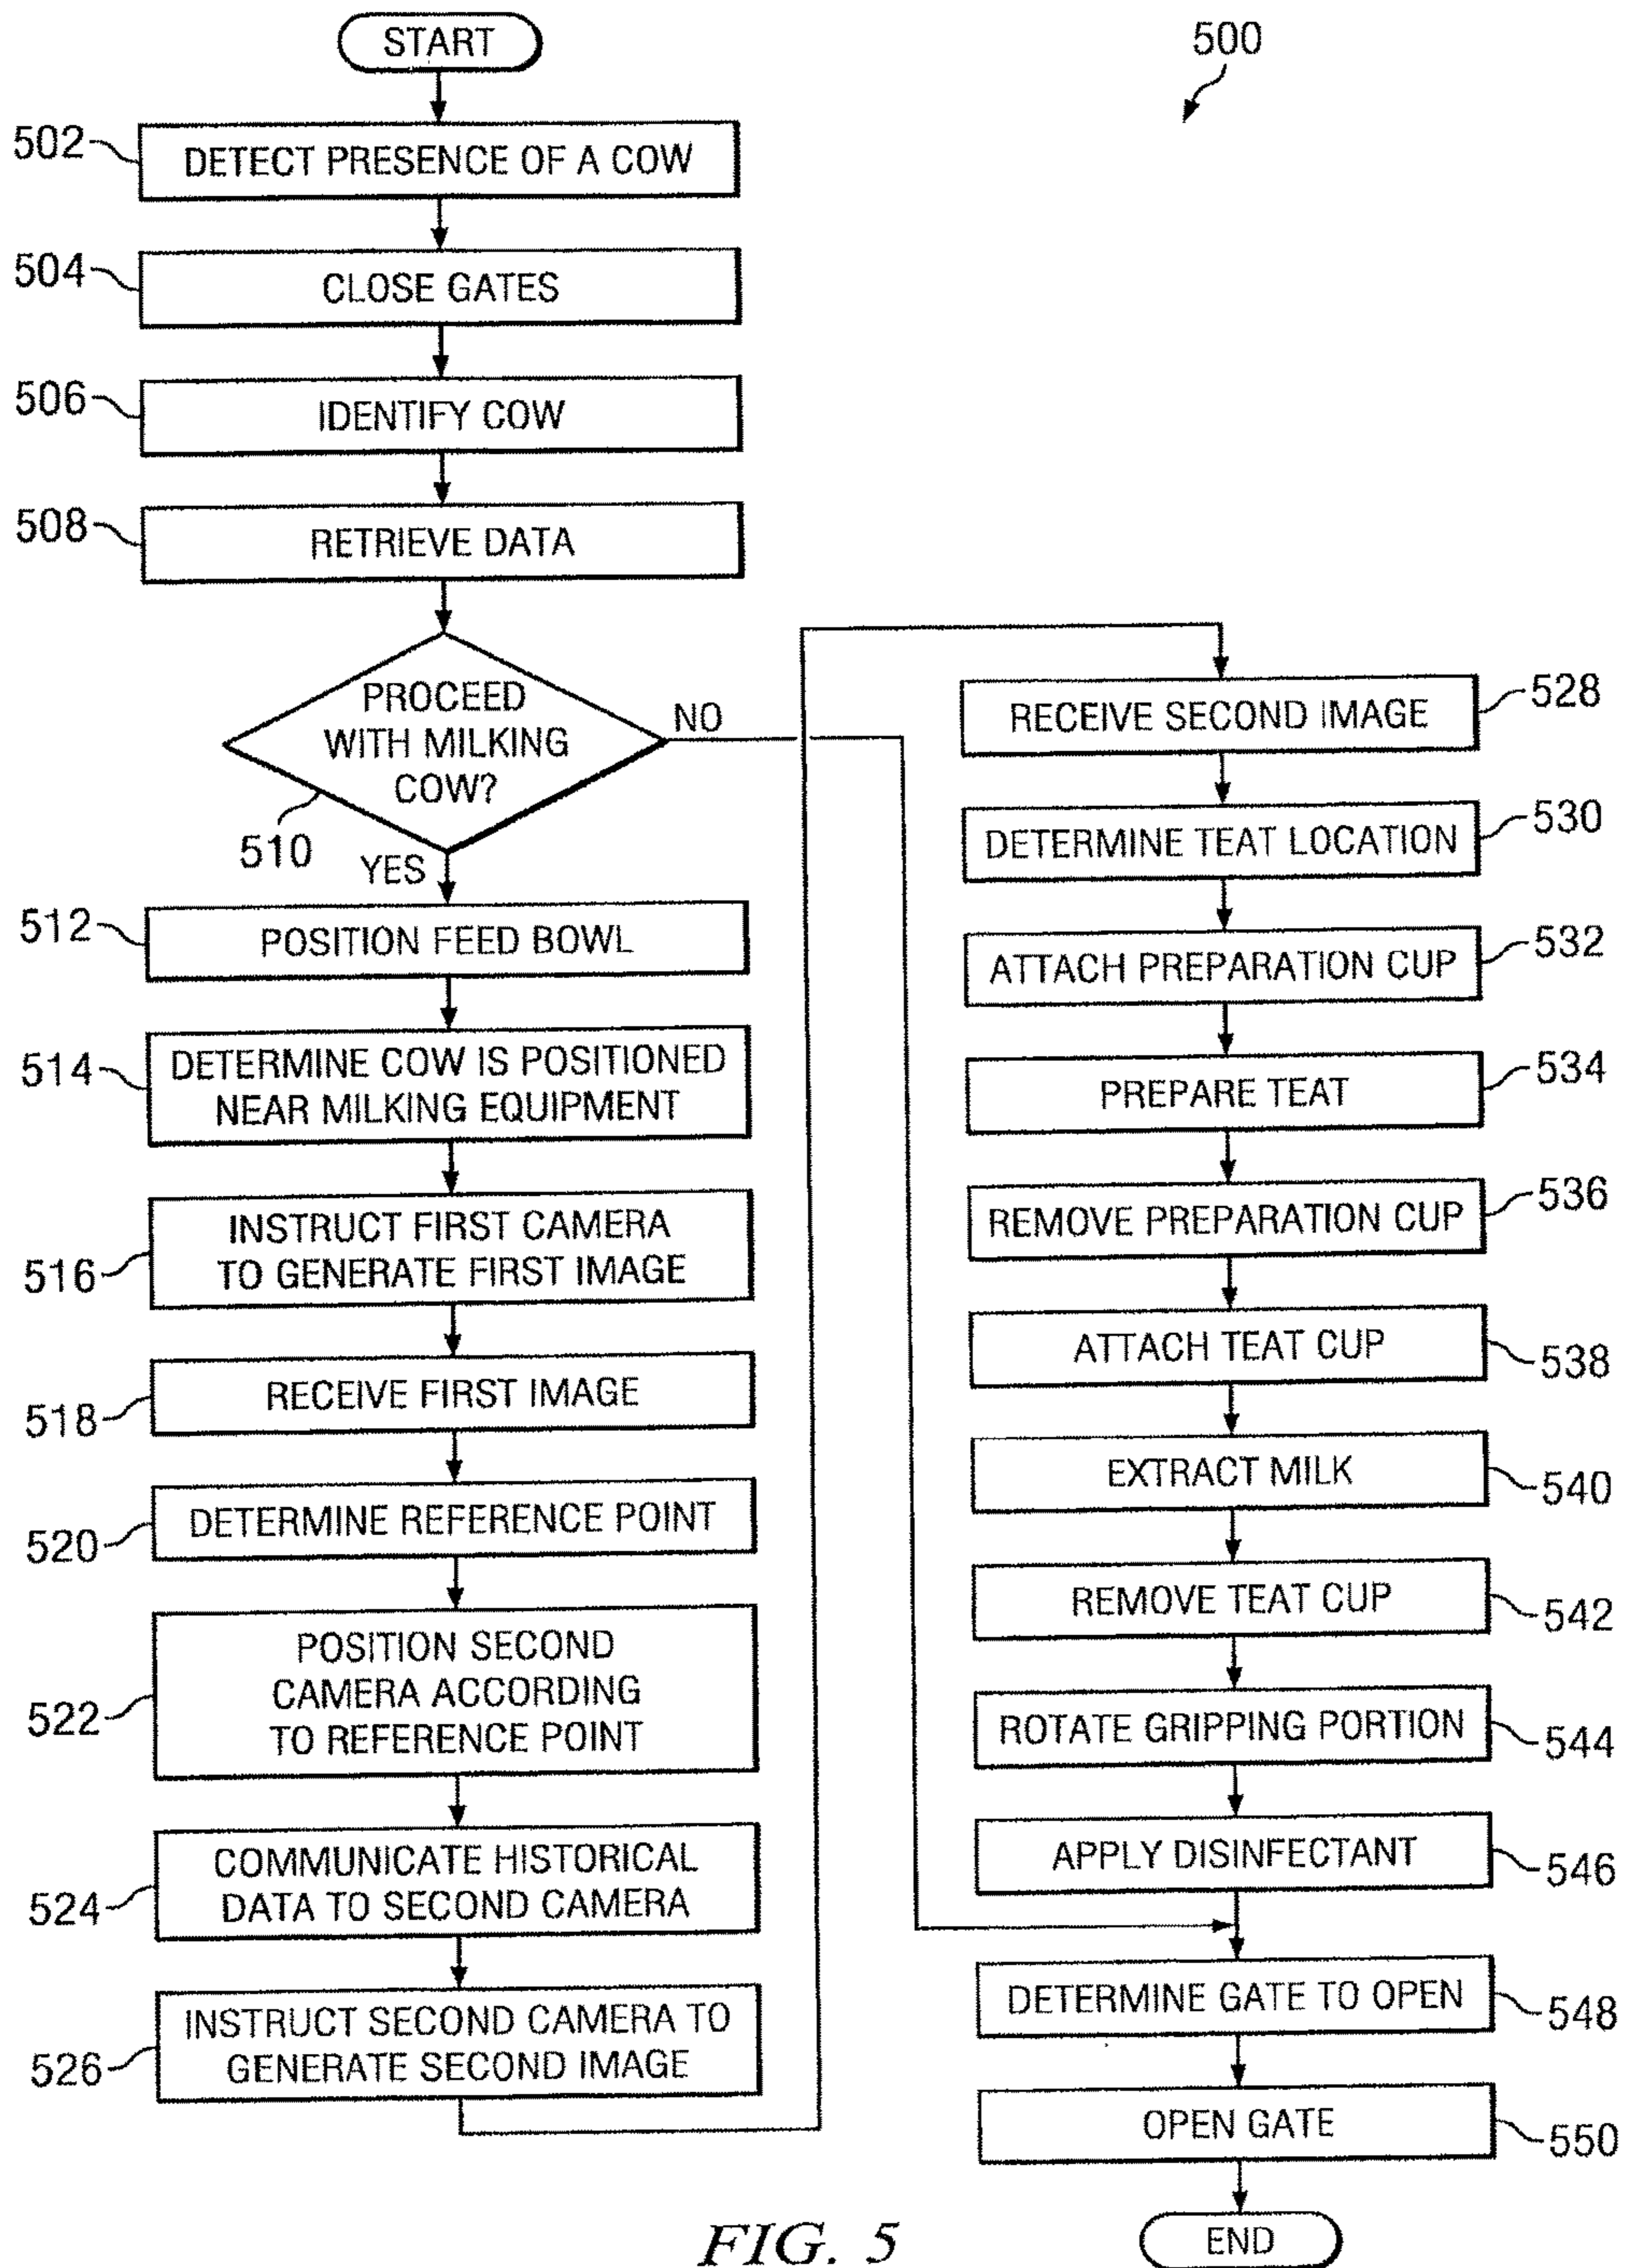 START
500
502
DETECT PRESENCE OF A COW
504
CLOSE GATES
506
IDENTIFY COW
508
RETRIEVE DATA
PROCEED
WITH MILKING
COW?
NO
510
YES
512
POSITION FEED BOWL
514
DETERMINE COW IS POSITIONED
NEAR MILKING EQUIPMENT
516
INSTRUCT FIRST CAMERA
TO GENERATE FIRST IMAGE
518
RECEIVE FIRST IMAGE
520
DETERMINE REFERENCE POINT
522
POSITION SECOND
CAMERA ACCORDING
TO REFERENCE POINT
524
COMMUNICATE HISTORICAL
DATA TO SECOND CAMERA
526
INSTRUCT SECOND CAMERA TO
GENERATE SECOND IMAGE
RECEIVE SECOND IMAGE
528
DETERMINE TEAT LOCATION
530
ATTACH PREPARATION CUP
532
PREPARE TEAT
534
REMOVE PREPARATION CUP
536
ATTACH TEAT CUP
538
EXTRACT MILK
540
REMOVE TEAT CUP
542
ROTATE GRIPPING PORTION
544
APPLY DISINFECTANT
546
DETERMINE GATE TO OPEN
548
OPEN GATE
550
END
FIG. 5